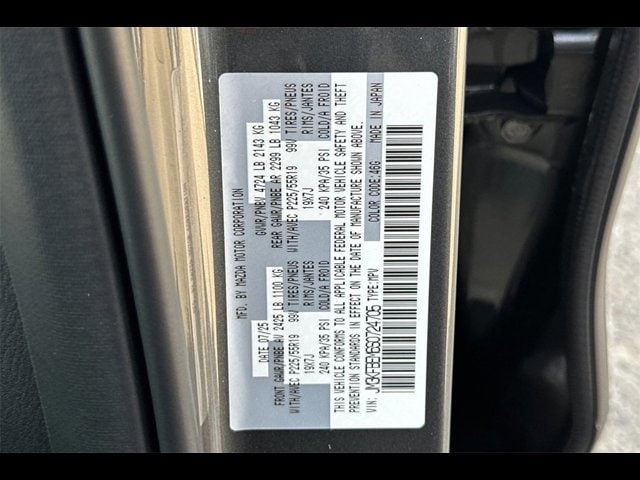 MFD. BY MAZDA MOTOR CORPORATION
DATE 07/25 GVWR/PNBV 4724 LB 2143 KG
FRONT GAWR/PNBE AV 2425 LB 1100 KG REAR GAWR/PNBE AR 2299 LB 1043 KG
WITH/AVEC P225/55R19 99V TIRES/PNEUS WITH/AVEC P225/55R19 99V TIRES/PNEUS
19X7J RIMS/JANTES 19X7J RIMS/JANTES
240 KPA/35 PSI COLD/A FROID 240 KPA/35 PSI COLD/A FROID
THIS VEHICLE CONFORMS TO ALL APPLICABLE FEDERAL MOTOR VEHICLE SAFETY AND THEFT
PREVENTION STANDARDS IN EFFECT ON THE DATE OF MANUFACTURE SHOWN ABOVE.
COLOR CODE:46G MADE IN JAPAN
VIN: JM3KFBEM6S0724705 TYPE:MPV